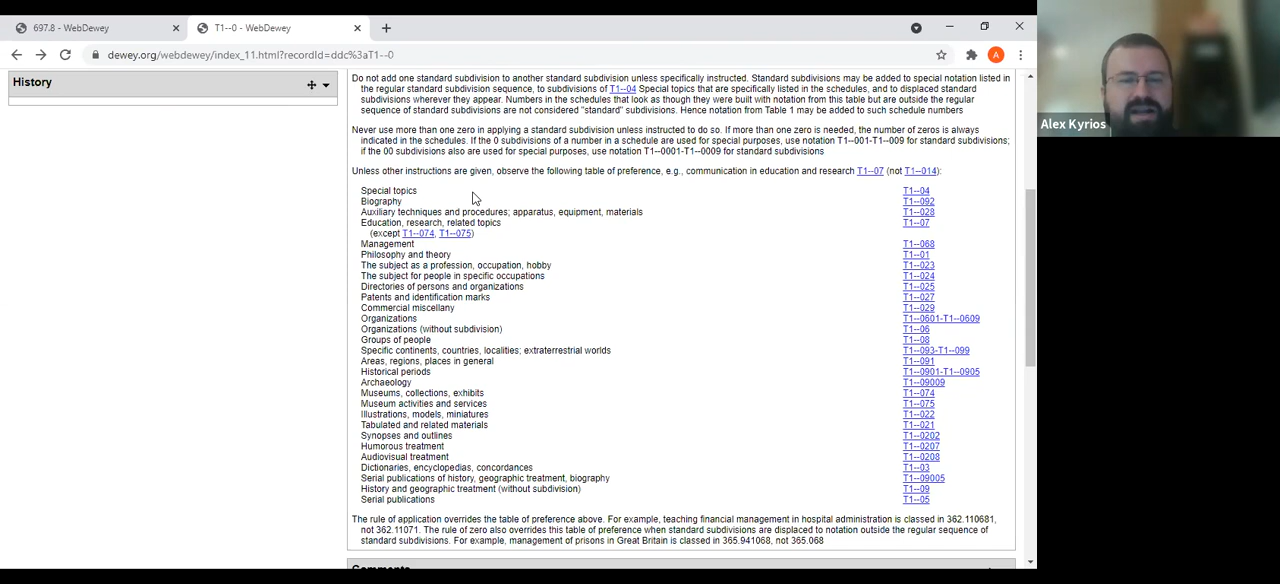 697.8 - WebDewey
T1--0 - WebDewey
dewey.org/webdewey/index_11.html?recordId=ddc%3aT1--0
A
History
Alex Kyrios
Do not add one standard subdivision to another standard subdivision unless specifically instructed. Standard subdivisions may be added to special notation listed in
the regular standard subdivision sequence, to subdivisions of T1--04 Special topics that are specifically listed in the schedules, and to displaced standard
subdivisions wherever they appear. Numbers in the schedules that look as though they were built with notation from this table but are outside the regular
sequence of standard subdivisions are not considered "standard" subdivisions. Hence notation from Table 1 may be added to such schedule numbers
Never use more than one zero in applying a standard subdivision unless instructed to do so. If more than one zero is needed, the number of zeros is always
indicated in the schedules. If the 0 subdivisions of a number in a schedule are used for special purposes, use notation T1--001-T1--009 for standard subdivisions;
if the 00 subdivisions also are used for special purposes, use notation T1--0001-T1--0009 for standard subdivisions
Unless other instructions are given, observe the following table of preference, e.g., communication in education and research T1--07 (not T1--014):
Special topics T1--04
Biography T1--092
Auxiliary techniques and procedures; apparatus, equipment, materials T1--028
Education, research, related topics T1--07
(except T1--074, T1--075)
Management T1--068
Philosophy and theory T1--01
The subject as a profession, occupation, hobby T1--023
The subject for people in specific occupations T1--024
Directories of persons and organizations T1--025
Patents and identification marks T1--027
Commercial miscellany T1--029
Organizations T1--0601-T1--0609
Organizations (without subdivision) T1--06
Groups of people T1--08
Specific continents, countries, localities; extraterrestrial worlds T1--093-T1--099
Areas, regions, places in general T1--091
Historical periods T1--0901-T1--0905
Archaeology T1--09009
Museums, collections, exhibits T1--074
Museum activities and services T1--075
Illustrations, models, miniatures T1--022
Tabulated and related materials T1--021
Synopses and outlines T1--0202
Humorous treatment T1--0207
Audiovisual treatment T1--0208
Dictionaries, encyclopedias, concordances T1--03
Serial publications of history, geographic treatment, biography T1--09005
History and geographic treatment (without subdivision) T1--09
Serial publications T1--05
The rule of application overrides the table of preference above. For example, teaching financial management in hospital administration is classed in 362.110681,
not 362.11071. The rule of zero also overrides this table of preference when standard subdivisions are displaced to notation outside the regular sequence of
standard subdivisions. For example, management of prisons in Great Britain is classed in 365.941068, not 365.068
Comments